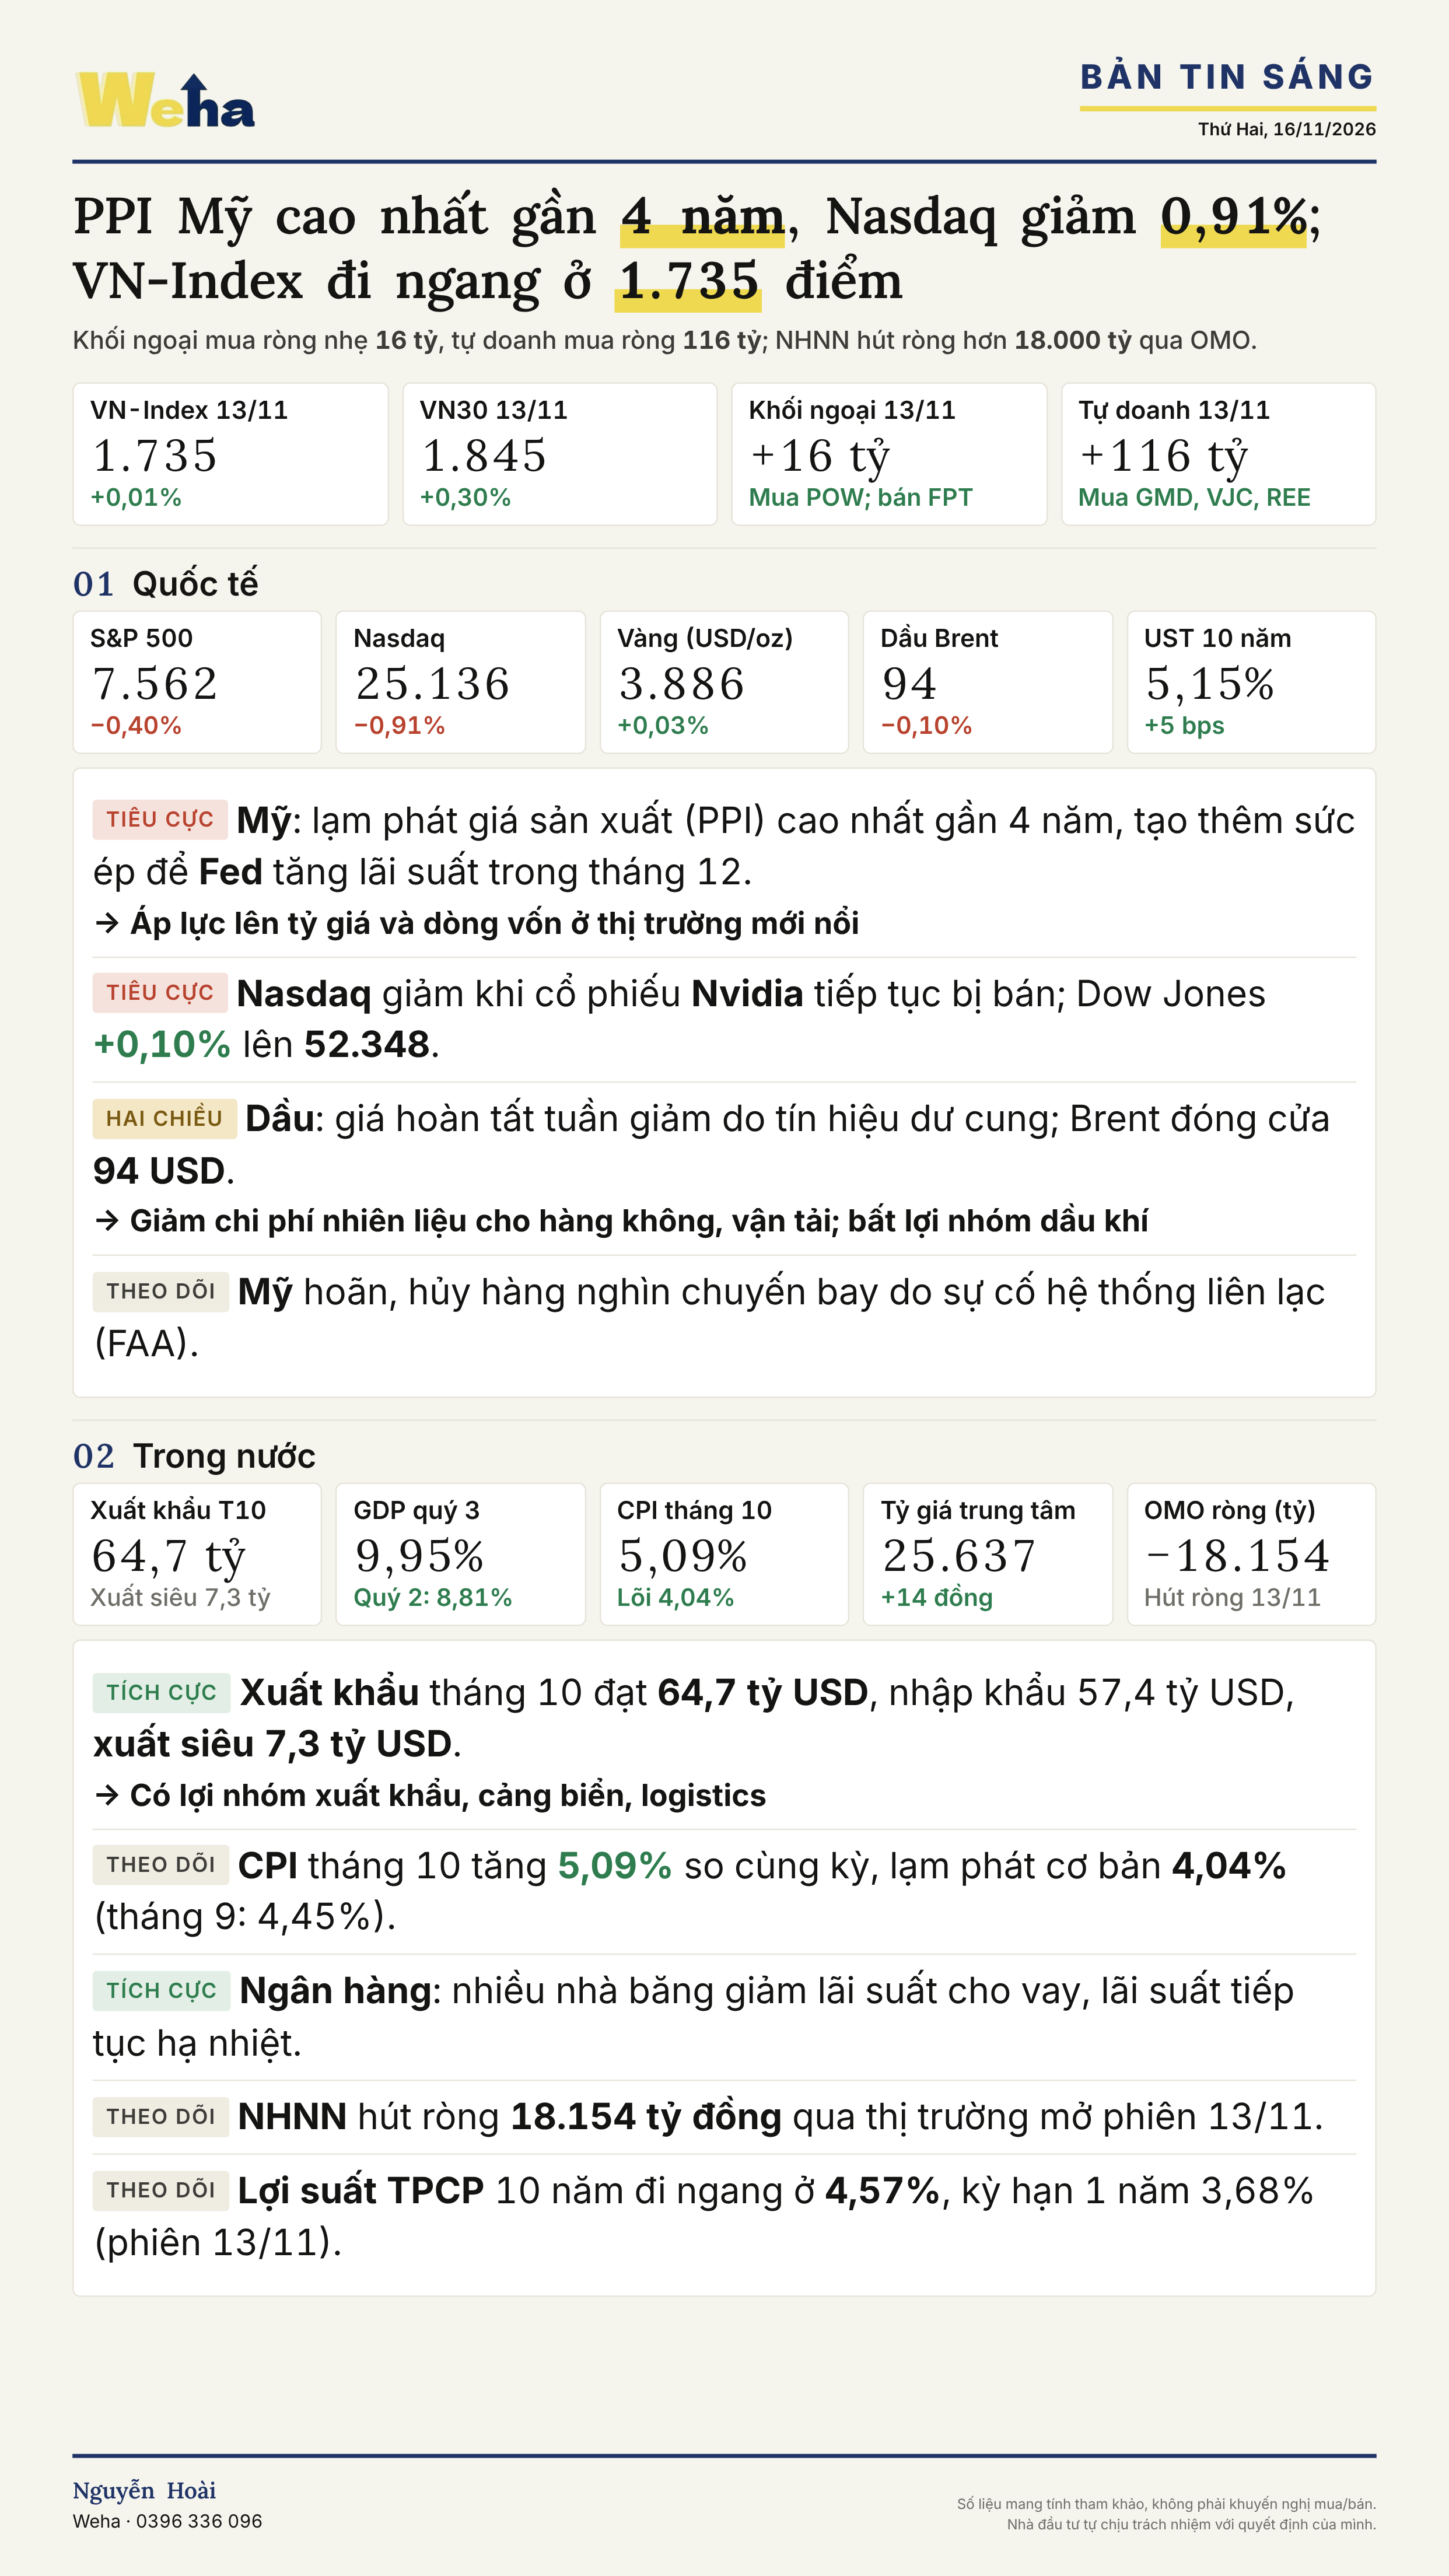 Weha
BẢN TIN SÁNG
Thứ Hai, 16/11/2026
PPI Mỹ cao nhất gần 4 năm, Nasdaq giảm 0,91%;
VN-Index đi ngang ở 1.735 điểm
Khối ngoại mua ròng nhẹ 16 tỷ, tự doanh mua ròng 116 tỷ; NHNN hút ròng hơn 18.000 tỷ qua OMO.
VN-Index 13/11
1.735
+0,01%
VN30 13/11
1.845
+0,30%
Khối ngoại 13/11
+16 tỷ
Mua POW; bán FPT
Tự doanh 13/11
+116 tỷ
Mua GMD, VJC, REE
01 Quốc tế
S&P 500
7.562
−0,40%
Nasdaq
25.136
−0,91%
Vàng (USD/oz)
3.886
+0,03%
Dầu Brent
94
−0,10%
UST 10 năm
5,15%
+5 bps
TIÊU CỰC Mỹ: lạm phát giá sản xuất (PPI) cao nhất gần 4 năm, tạo thêm sức
ép để Fed tăng lãi suất trong tháng 12.
→ Áp lực lên tỷ giá và dòng vốn ở thị trường mới nổi
TIÊU CỰC Nasdaq giảm khi cổ phiếu Nvidia tiếp tục bị bán; Dow Jones
+0,10% lên 52.348.
HAI CHIỀU Dầu: giá hoàn tất tuần giảm do tín hiệu dư cung; Brent đóng cửa
94 USD.
→ Giảm chi phí nhiên liệu cho hàng không, vận tải; bất lợi nhóm dầu khí
THEO DÕI Mỹ hoãn, hủy hàng nghìn chuyến bay do sự cố hệ thống liên lạc
(FAA).
02 Trong nước
Xuất khẩu T10
64,7 tỷ
Xuất siêu 7,3 tỷ
GDP quý 3
9,95%
Quý 2: 8,81%
CPI tháng 10
5,09%
Lõi 4,04%
Tỷ giá trung tâm
25.637
+14 đồng
OMO ròng (tỷ)
−18.154
Hút ròng 13/11
TÍCH CỰC Xuất khẩu tháng 10 đạt 64,7 tỷ USD, nhập khẩu 57,4 tỷ USD,
xuất siêu 7,3 tỷ USD.
→ Có lợi nhóm xuất khẩu, cảng biển, logistics
THEO DÕI CPI tháng 10 tăng 5,09% so cùng kỳ, lạm phát cơ bản 4,04%
(tháng 9: 4,45%).
TÍCH CỰC Ngân hàng: nhiều nhà băng giảm lãi suất cho vay, lãi suất tiếp
tục hạ nhiệt.
THEO DÕI NHNN hút ròng 18.154 tỷ đồng qua thị trường mở phiên 13/11.
THEO DÕI Lợi suất TPCP 10 năm đi ngang ở 4,57%, kỳ hạn 1 năm 3,68%
(phiên 13/11).
Nguyễn Hoài
Weha · 0396 336 096
Số liệu mang tính tham khảo, không phải khuyến nghị mua/bán.
Nhà đầu tư tự chịu trách nhiệm với quyết định của mình.